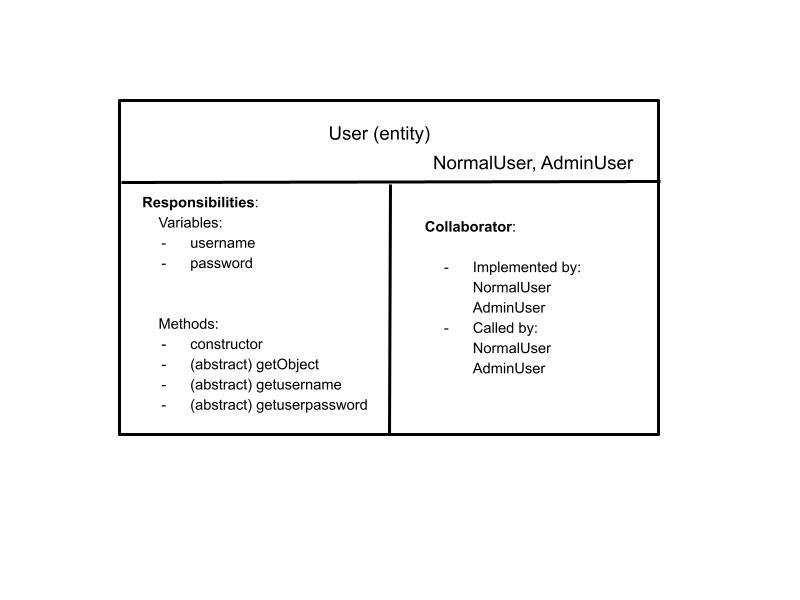 User (entity)
NormalUser, AdminUser
Responsibilities:
Variables:
- username
- password
Methods:
- constructor
- (abstract) getObject
- (abstract) getusername
- (abstract) getuserpassword
Collaborator:
- Implemented by:
NormalUser
AdminUser
- Called by:
NormalUser
AdminUser